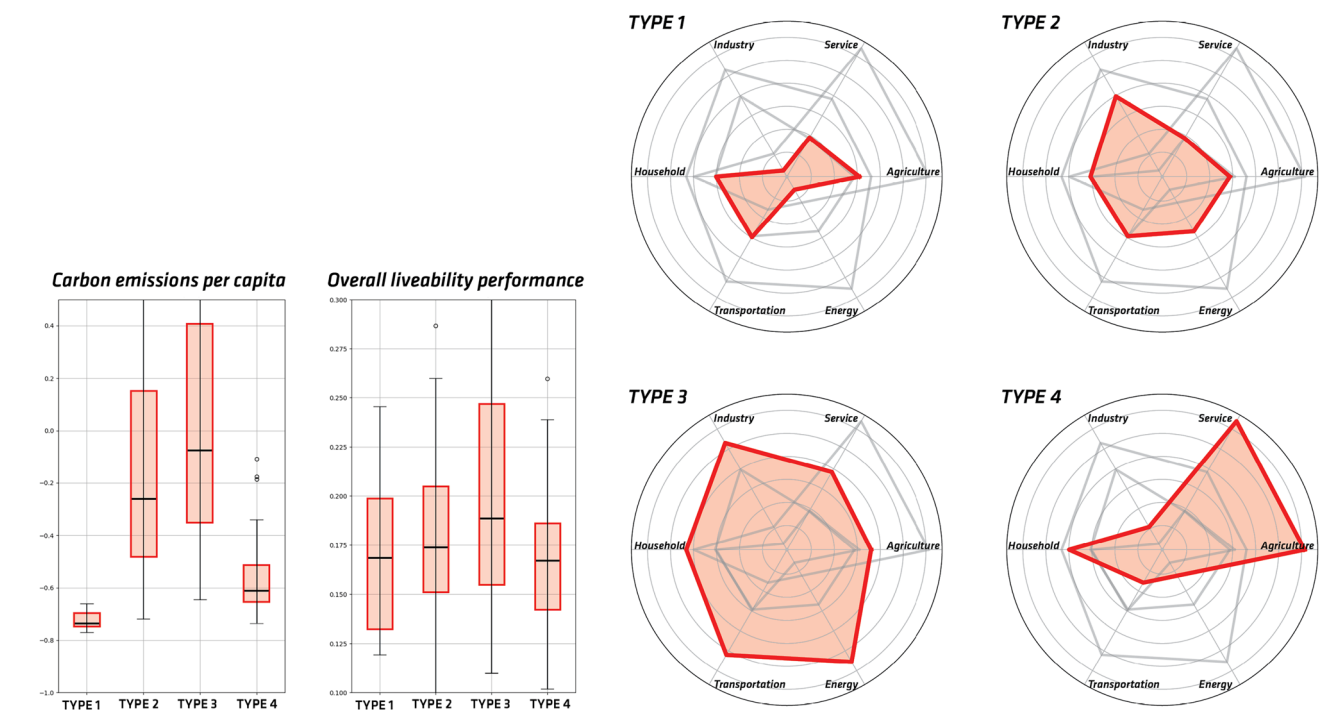 TYPE 1
Industry
Service
Household
Agriculture
Transportation
Energy
TYPE 2
Industry
Service
Household
Agriculture
Transportation
Energy
Carbon emissions per capita
0.4
0.2
0.0
−0.2
−0.4
−0.6
−0.8
−1.0
TYPE 1 TYPE 2 TYPE 3 TYPE 4
Overall liveability performance
0.300
0.275
0.250
0.225
0.200
0.175
0.150
0.125
0.100
TYPE 1 TYPE 2 TYPE 3 TYPE 4
TYPE 3
Industry
Service
Household
Agriculture
Transportation
Energy
TYPE 4
Industry
Service
Household
Agriculture
Transportation
Energy